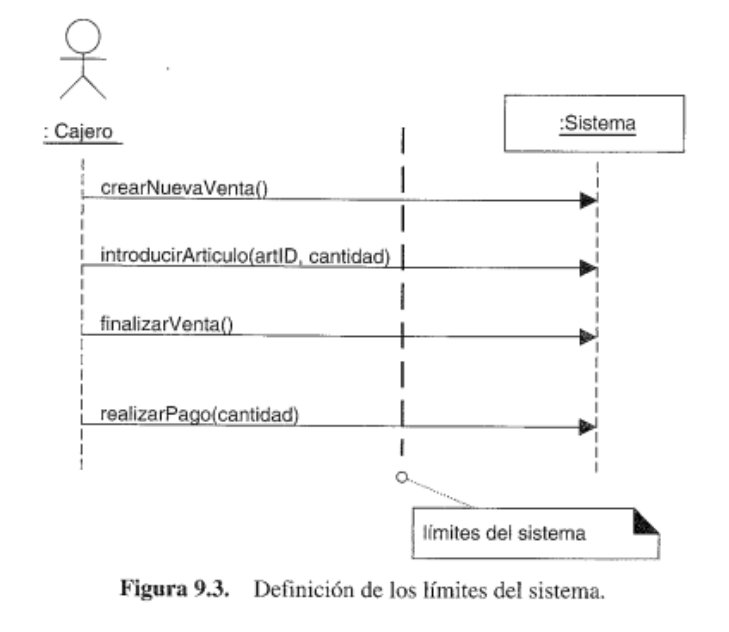 : Cajero
:Sistema
crearNuevaVenta()
introducirArticulo(artID, cantidad)
finalizarVenta()
realizarPago(cantidad)
límites del sistema
Figura 9.3. Definición de los límites del sistema.